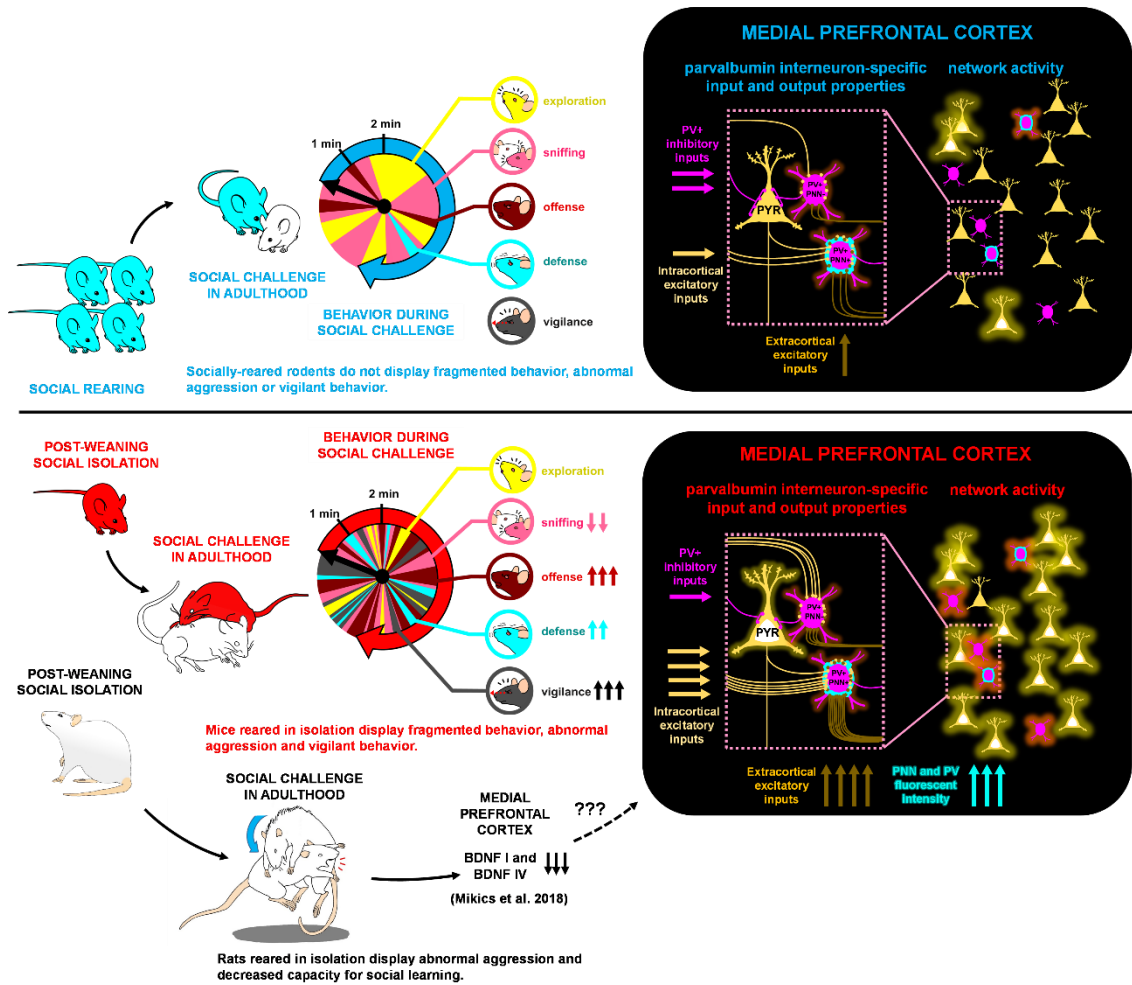 MEDIAL PREFRONTAL CORTEX
parvalbumin interneuron-specific
input and output properties
network activity
PV+
inhibitory
inputs
PYR
PV+
PNN-
PV+
PNN+
Intracortical
excitatory
inputs
Extracortical
excitatory
inputs
1 min
2 min
exploration
sniffing
offense
defense
vigilance
SOCIAL CHALLENGE
IN ADULTHOOD
BEHAVIOR DURING
SOCIAL CHALLENGE
SOCIAL REARING
Socially-reared rodents do not display fragmented behavior, abnormal
aggression or vigilant behavior.
POST-WEANING
SOCIAL ISOLATION
BEHAVIOR DURING
SOCIAL CHALLENGE
1 min
2 min
exploration
sniffing
offense
defense
vigilance
SOCIAL CHALLENGE
IN ADULTHOOD
POST-WEANING
SOCIAL ISOLATION
Mice reared in isolation display fragmented behavior, abnormal
aggression and vigilant behavior.
MEDIAL PREFRONTAL CORTEX
parvalbumin interneuron-specific
input and output properties
network activity
PV+
inhibitory
inputs
PYR
PV+
PNN-
PV+
PNN+
Intracortical
excitatory
inputs
Extracortical
excitatory
inputs
PNN and PV
fluorescent
intensity
SOCIAL CHALLENGE
IN ADULTHOOD
MEDIAL
PREFRONTAL
CORTEX
???
BDNF I and
BDNF IV
(Mikics et al. 2018)
Rats reared in isolation display abnormal aggression and
decreased capacity for social learning.